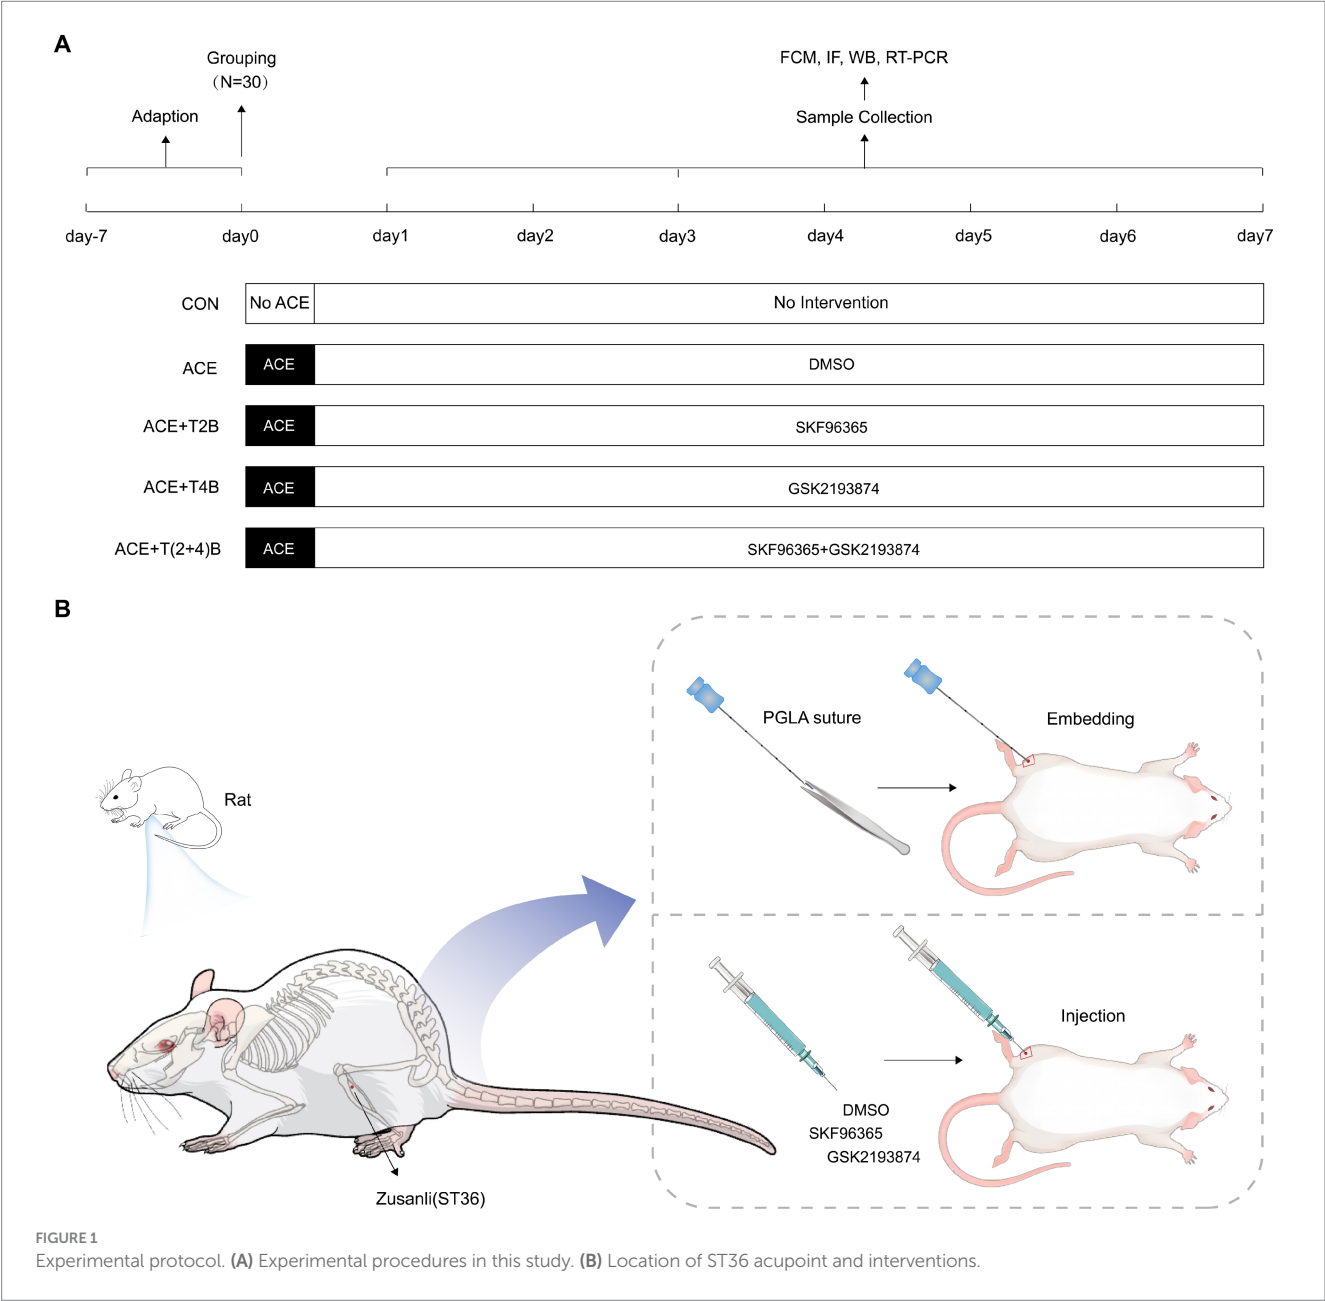 A
Grouping
（N=30）
Adaption
FCM, IF, WB, RT-PCR
Sample Collection
day-7
day0
day1
day2
day3
day4
day5
day6
day7
CON
No ACE
No Intervention
ACE
ACE
DMSO
ACE+T2B
ACE
SKF96365
ACE+T4B
ACE
GSK2193874
ACE+T(2+4)B
ACE
SKF96365+GSK2193874
B
Rat
Zusanli(ST36)
PGLA suture
Embedding
Injection
DMSO
SKF96365
GSK2193874
FIGURE 1
Experimental protocol. (A) Experimental procedures in this study. (B) Location of ST36 acupoint and interventions.